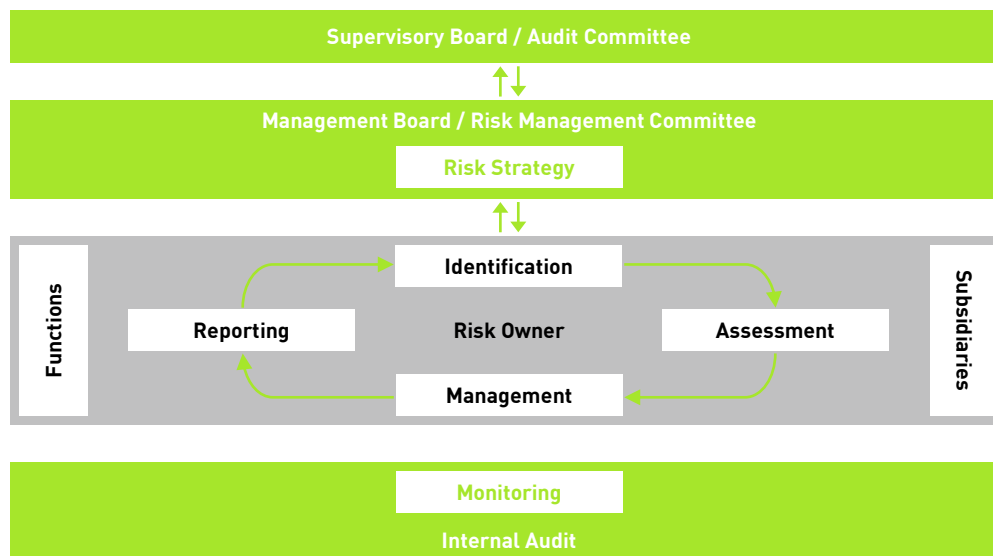 Supervisory Board / Audit Committee
Management Board / Risk Management Committee
Risk Strategy
Functions
Identification
Reporting
Risk Owner
Assessment
Management
Subsidiaries
Monitoring
Internal Audit